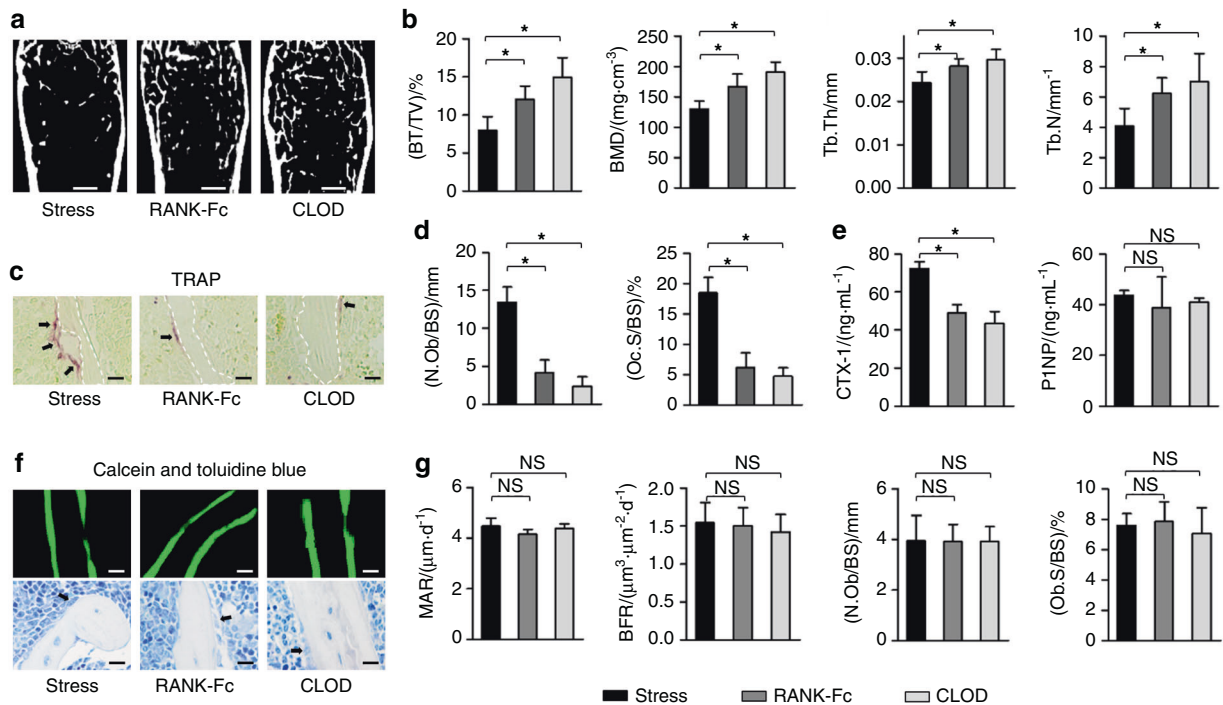 a
Stress RANK-Fc CLOD
b
(BT/TV)/%
20
15
10
5
0
*
*
BMD/(mg·cm-3)
250
200
150
100
50
0
*
*
Tb.Th/mm
0.03
0.02
0.01
0.00
*
*
Tb.N/mm-1
10
8
6
4
2
0
*
*
c
TRAP
Stress RANK-Fc CLOD
d
(N.Ob/BS)/mm
20
15
10
5
0
*
*
(Oc.S/BS)/%
25
20
15
10
5
0
*
*
e
CTX-1/(ng·mL-1)
80
60
40
20
0
*
*
P1NP/(ng·mL-1)
60
40
20
0
NS
NS
f
Calcein and toluidine blue
Stress RANK-Fc CLOD
g
MAR/(µm·d-1)
6
4
2
0
NS
NS
BFR/(µm3·µm-2·d-1)
2.0
1.5
1.0
0.5
0.0
NS
NS
(N.Ob/BS)/mm
6
4
2
0
NS
NS
(Ob.S/BS)/%
10
8
6
4
2
0
NS
NS
Stress RANK-Fc CLOD